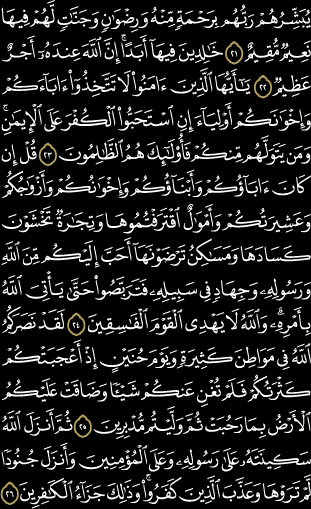 يُبَشِّرُهُمْ رَبُّهُم بِرَحْمَةٍ مِّنْهُ وَرِضْوَٰنٍ وَجَنَّٰتٍ لَّهُمْ فِيهَا
نَعِيمٌ مُّقِيمٌ ٢١ خَٰلِدِينَ فِيهَآ أَبَدًا ۚ إِنَّ ٱللَّهَ عِندَهُۥٓ أَجْرٌ
عَظِيمٌ ٢٢ يَٰٓأَيُّهَا ٱلَّذِينَ ءَامَنُوا۟ لَا تَتَّخِذُوٓا۟ ءَابَآءَكُمْ
وَإِخْوَٰنَكُمْ أَوْلِيَآءَ إِنِ ٱسْتَحَبُّوا۟ ٱلْكُفْرَ عَلَى ٱلْإِيمَٰنِ ۚ
وَمَن يَتَوَلَّهُم مِّنكُمْ فَأُو۟لَٰٓئِكَ هُمُ ٱلظَّٰلِمُونَ ٢٣ قُلْ إِن
كَانَ ءَابَآؤُكُمْ وَأَبْنَآؤُكُمْ وَإِخْوَٰنُكُمْ وَأَزْوَٰجُكُمْ
وَعَشِيرَتُكُمْ وَأَمْوَٰلٌ ٱقْتَرَفْتُمُوهَا وَتِجَٰرَةٌ تَخْشَوْنَ
كَسَادَهَا وَمَسَٰكِنُ تَرْضَوْنَهَآ أَحَبَّ إِلَيْكُم مِّنَ ٱللَّهِ
وَرَسُولِهِۦ وَجِهَادٍ فِى سَبِيلِهِۦ فَتَرَبَّصُوا۟ حَتَّىٰ يَأْتِىَ ٱللَّهُ
بِأَمْرِهِۦ ۗ وَٱللَّهُ لَا يَهْدِى ٱلْقَوْمَ ٱلْفَٰسِقِينَ ٢٤ لَقَدْ نَصَرَكُمُ
ٱللَّهُ فِى مَوَاطِنَ كَثِيرَةٍ ۙ وَيَوْمَ حُنَيْنٍ ۙ إِذْ أَعْجَبَتْكُمْ
كَثْرَتُكُمْ فَلَمْ تُغْنِ عَنكُمْ شَيْـًٔا وَضَاقَتْ عَلَيْكُمُ
ٱلْأَرْضُ بِمَا رَحُبَتْ ثُمَّ وَلَّيْتُم مُّدْبِرِينَ ٢٥ ثُمَّ أَنزَلَ ٱللَّهُ
سَكِينَتَهُۥ عَلَىٰ رَسُولِهِۦ وَعَلَى ٱلْمُؤْمِنِينَ وَأَنزَلَ جُنُودًا
لَّمْ تَرَوْهَا وَعَذَّبَ ٱلَّذِينَ كَفَرُوا۟ ۚ وَذَٰلِكَ جَزَآءُ ٱلْكَٰفِرِينَ ٢٦